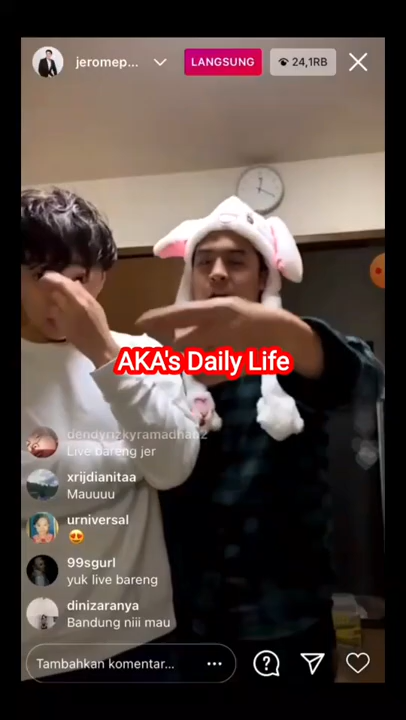 jeromep...
LANGSUNG
24,1RB
AKA's Daily Life
dendyrizkyramadhan2
Live bareng jer
xrijdianitaa
Mauuuu
urniversal
😍
99sgurl
yuk live bareng
dinizaranya
Bandung niii mau
Tambahkan komentar...